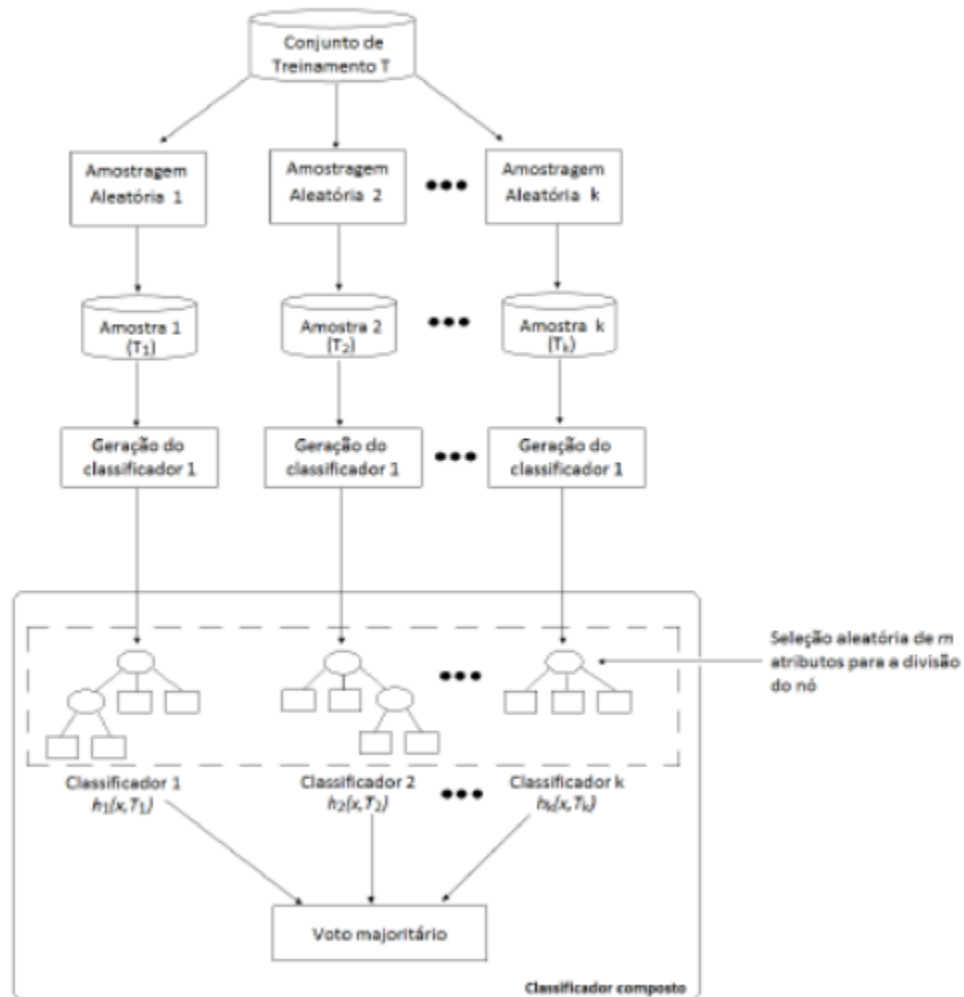 Conjunto de
Treinamento T
Amostragem
Aleatória 1
Amostragem
Aleatória 2
Amostragem
Aleatória k
Amostra 1
(T₁)
Amostra 2
(T₂)
Amostra k
(Tₖ)
Geração do
classificador 1
Geração do
classificador 1
Geração do
classificador 1
Seleção aleatória de m
atributos para a divisão
do nó
Classificador 1
h₁(x,T₁)
Classificador 2
h₂(x,T₂)
Classificador k
hₖ(x,Tₖ)
Voto majoritário
Classificador composto